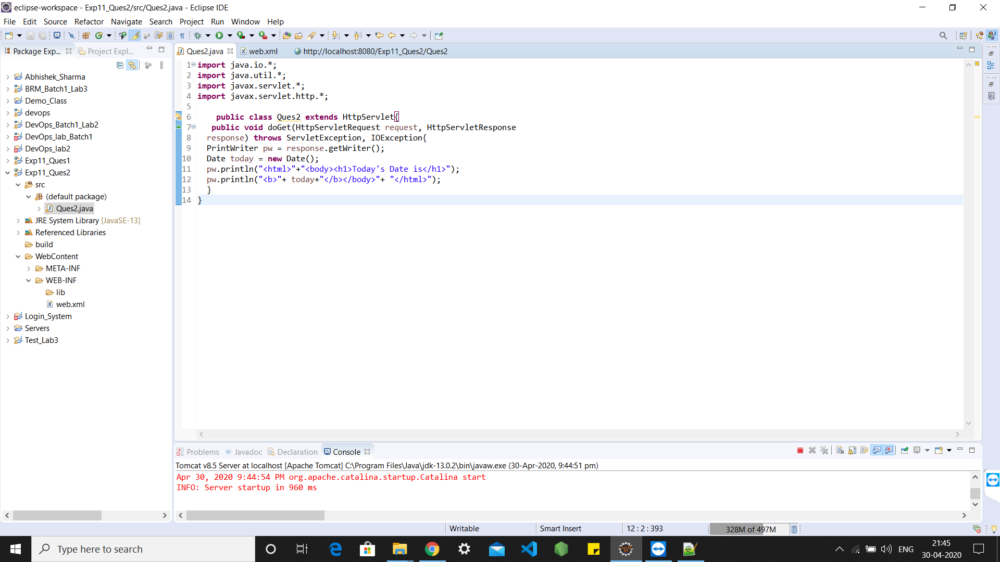 eclipse-workspace - Exp11_Ques2/src/Ques2.java - Eclipse IDE
File Edit Source Refactor Navigate Search Project Run Window Help
Package Exp... Project Expl...
Abhishek_Sharma
BRM_Batch1_Lab3
Demo_Class
devops
DevOps_Batch1_Lab2
DevOps_lab_Batch1
DevOps_lab2
Exp11_Ques1
Exp11_Ques2
src
(default package)
Ques2.java
JRE System Library [JavaSE-13]
Referenced Libraries
build
WebContent
META-INF
WEB-INF
lib
web.xml
Login_System
Servers
Test_Lab3
Ques2.java web.xml http://localhost:8080/Exp11_Ques2/Ques2
1 import java.io.*;
2 import java.util.*;
3 import javax.servlet.*;
4 import javax.servlet.http.*;
5
6 public class Ques2 extends HttpServlet{
7 public void doGet(HttpServletRequest request, HttpServletResponse
8 response) throws ServletException, IOException{
9 PrintWriter pw = response.getWriter();
10 Date today = new Date();
11 pw.println("<html>"+"<body><h1>Today's Date is</h1>");
12 pw.println("<b>"+ today+"</b></body>"+ "</html>");
13 }
14 }
Problems Javadoc Declaration Console
Tomcat v8.5 Server at localhost [Apache Tomcat] C:\Program Files\Java\jdk-13.0.2\bin\javaw.exe (30-Apr-2020, 9:44:51 pm)
Apr 30, 2020 9:44:54 PM org.apache.catalina.startup.Catalina start
INFO: Server startup in 960 ms
Writable Smart Insert 12 : 2 : 393 328M of 497M
Type here to search
ENG
21:45
30-04-2020